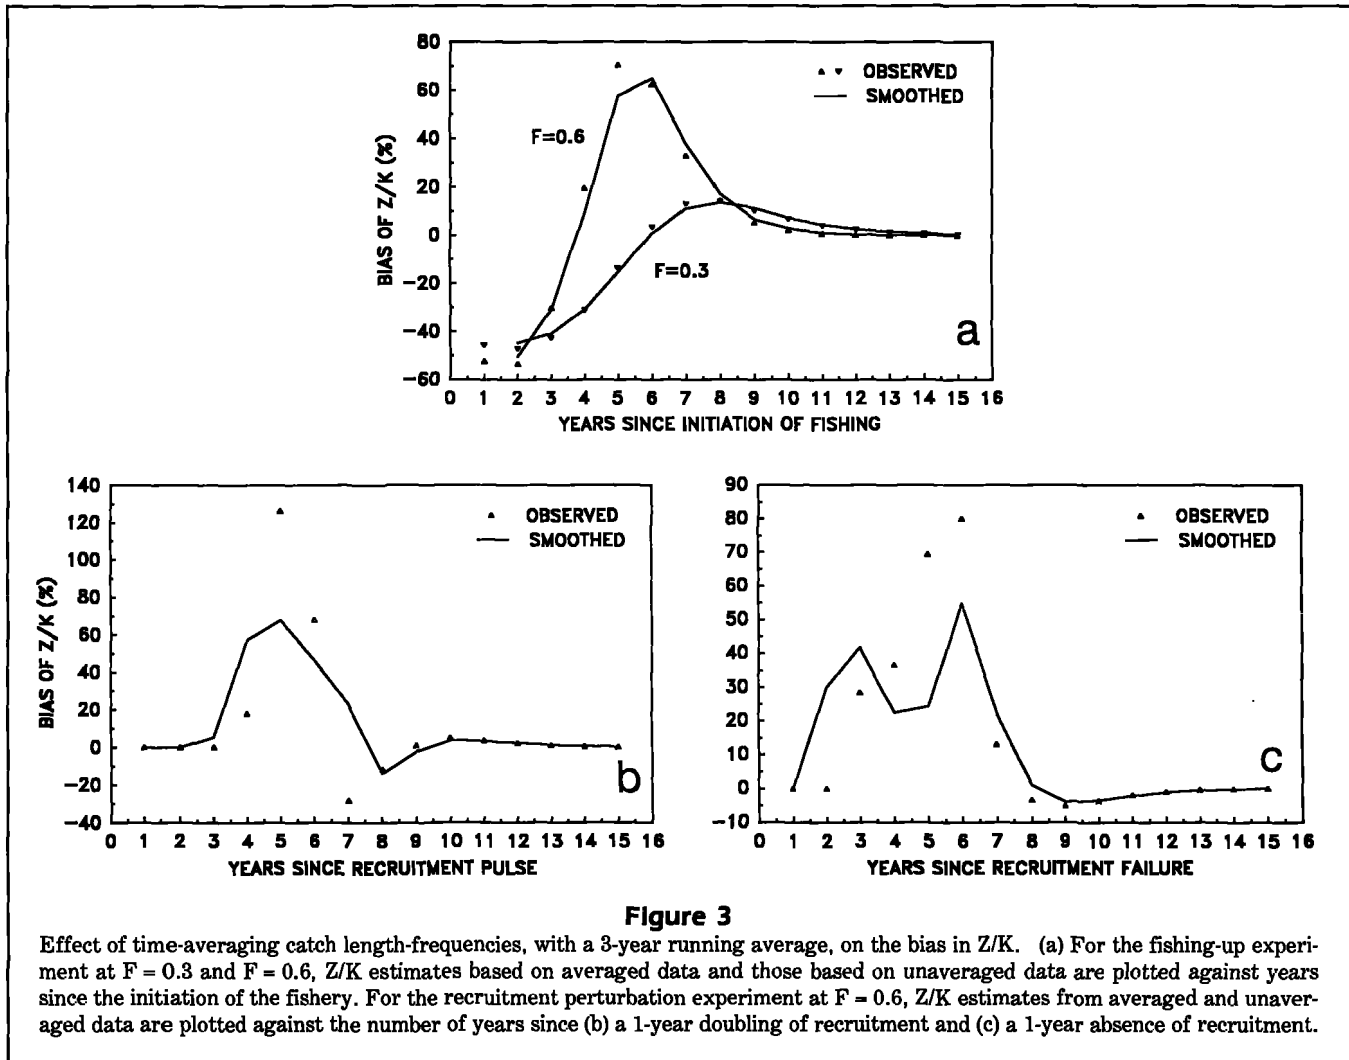 80
60
40
20
0
−20
−40
−60
BIAS OF Z/K (%)
OBSERVED
SMOOTHED
F=0.6
F=0.3
a
0 1 2 3 4 5 6 7 8 9 10 11 12 13 14 15 16
YEARS SINCE INITIATION OF FISHING
140
120
100
80
60
40
20
0
−20
−40
BIAS OF Z/K (%)
OBSERVED
SMOOTHED
b
0 1 2 3 4 5 6 7 8 9 10 11 12 13 14 15 16
YEARS SINCE RECRUITMENT PULSE
90
80
70
60
50
40
30
20
10
0
−10
OBSERVED
SMOOTHED
c
0 1 2 3 4 5 6 7 8 9 10 11 12 13 14 15 16
YEARS SINCE RECRUITMENT FAILURE
Figure 3
Effect of time-averaging catch length-frequencies, with a 3-year running average, on the bias in Z/K. (a) For the fishing-up experi-
ment at F = 0.3 and F = 0.6, Z/K estimates based on averaged data and those based on unaveraged data are plotted against years
since the initiation of the fishery. For the recruitment perturbation experiment at F = 0.6, Z/K estimates from averaged and unaver-
aged data are plotted against the number of years since (b) a 1-year doubling of recruitment and (c) a 1-year absence of recruitment.